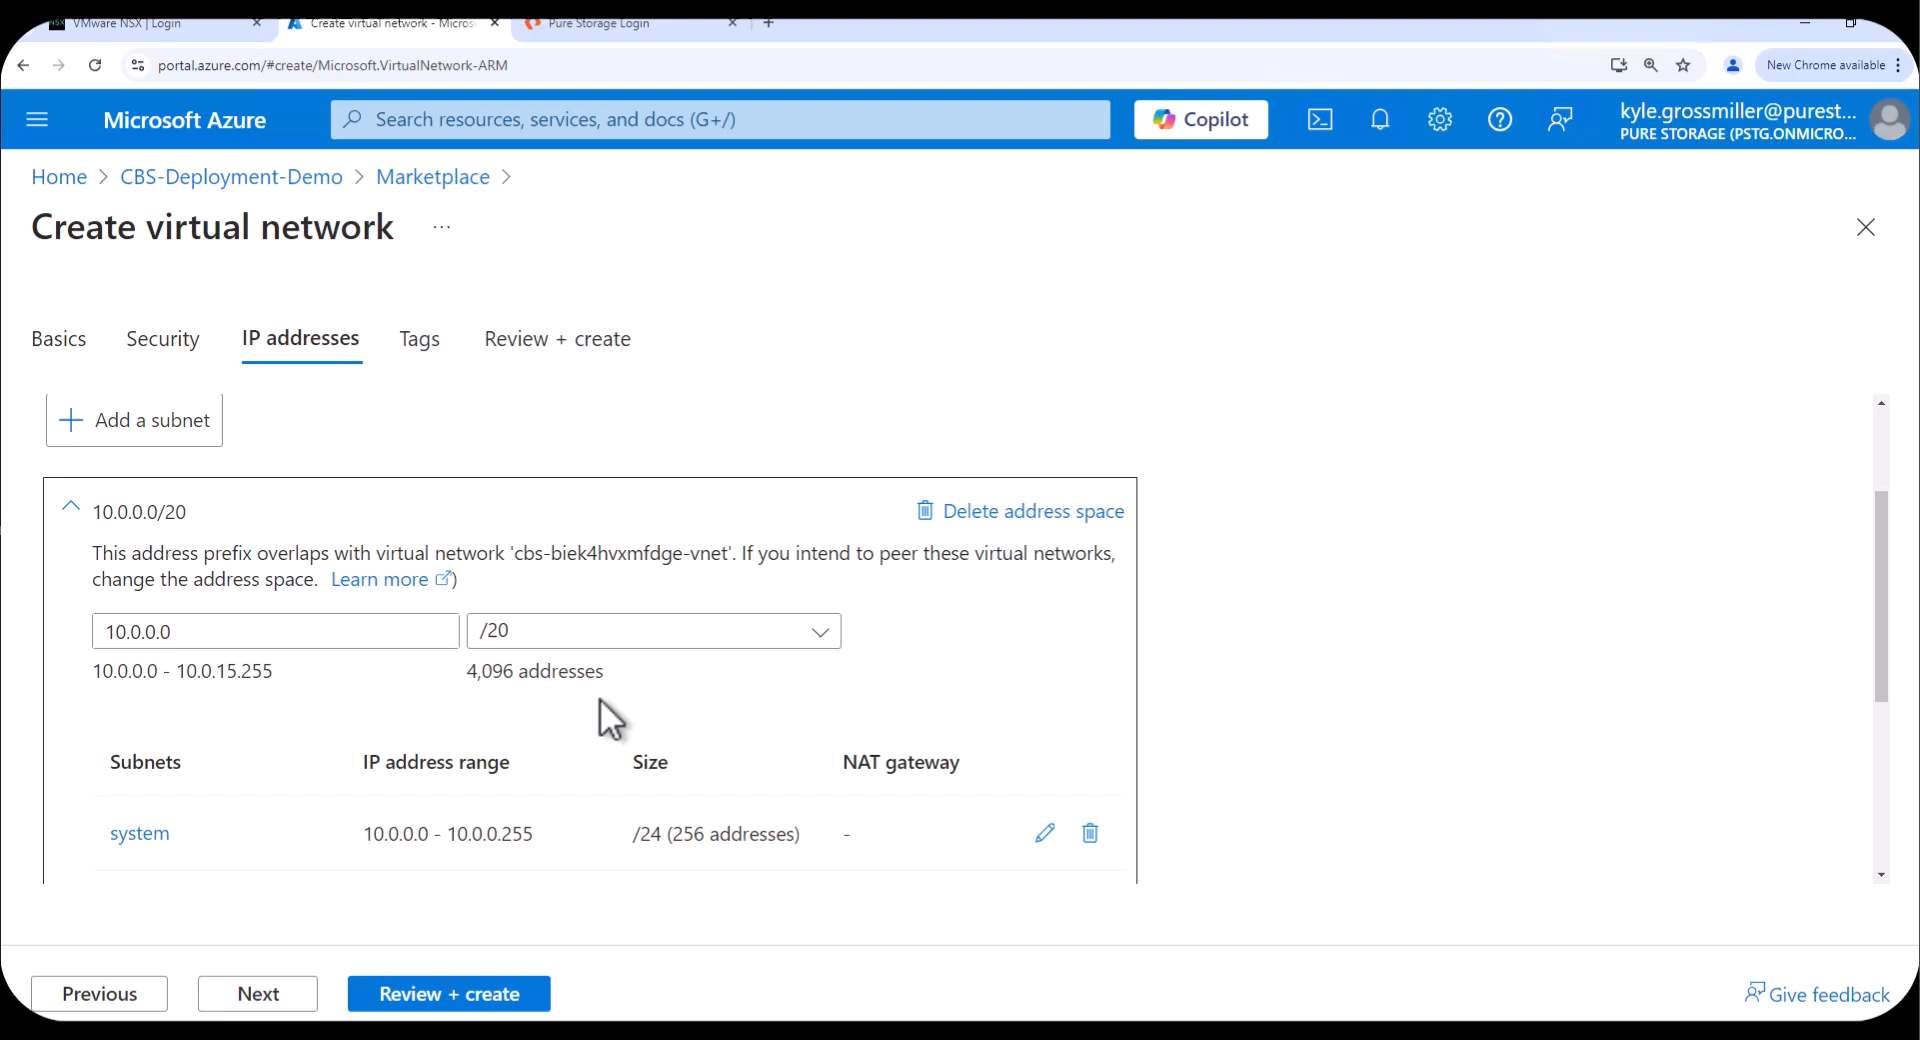 NSX VMware NSX | Login
Create virtual network - Micros
Pure Storage Login
portal.azure.com/#create/Microsoft.VirtualNetwork-ARM
New Chrome available
Microsoft Azure
Search resources, services, and docs (G+/)
Copilot
kyle.grossmiller@purest...
PURE STORAGE (PSTG.ONMICRO...
Home > CBS-Deployment-Demo > Marketplace >
Create virtual network ...
Basics Security IP addresses Tags Review + create
+ Add a subnet
10.0.0.0/20
Delete address space
This address prefix overlaps with virtual network 'cbs-biek4hvxmfdge-vnet'. If you intend to peer these virtual networks,
change the address space. Learn more )
10.0.0.0 /20
10.0.0.0 - 10.0.15.255 4,096 addresses
Subnets IP address range Size NAT gateway
system 10.0.0.0 - 10.0.0.255 /24 (256 addresses) -
Previous Next Review + create
Give feedback